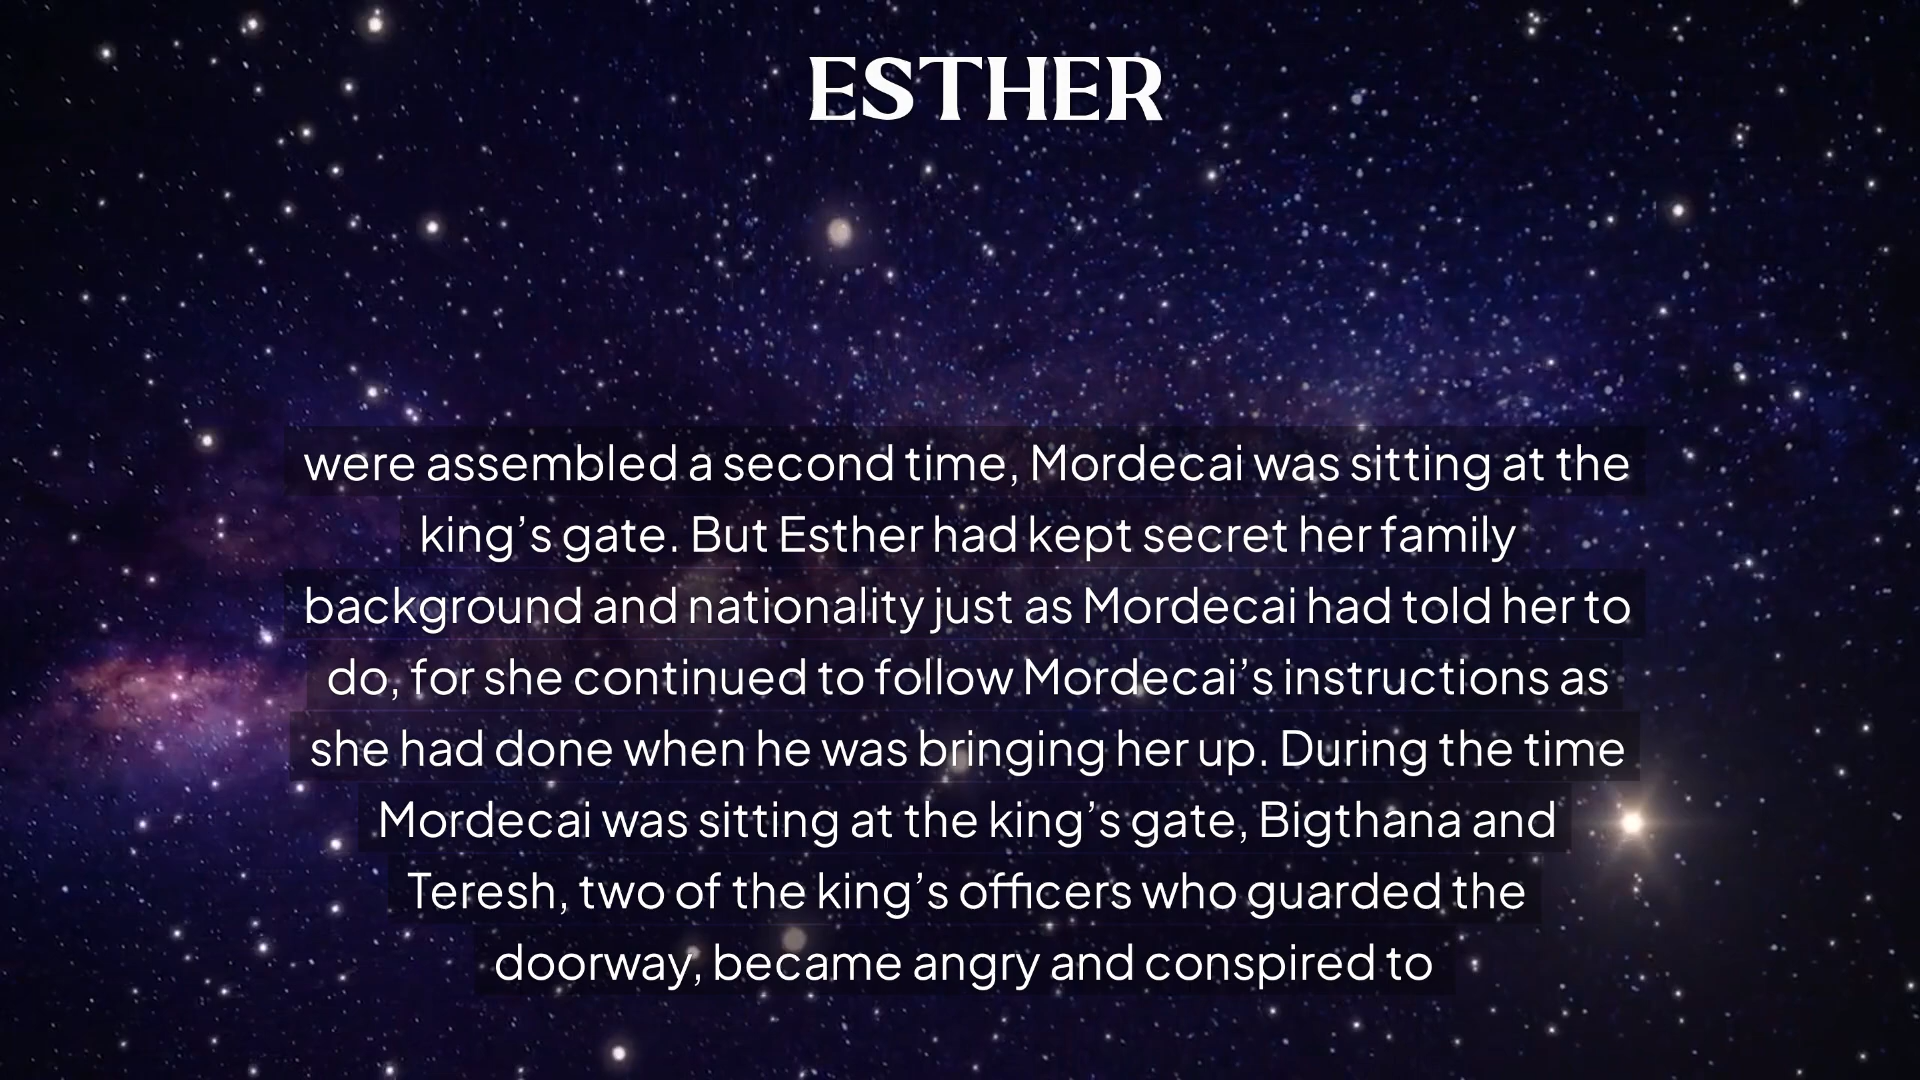 ESTHER
were assembled a second time, Mordecai was sitting at the
king’s gate. But Esther had kept secret her family
background and nationality just as Mordecai had told her to
do, for she continued to follow Mordecai’s instructions as
she had done when he was bringing her up. During the time
Mordecai was sitting at the king’s gate, Bigthana and
Teresh, two of the king’s officers who guarded the
doorway, became angry and conspired to